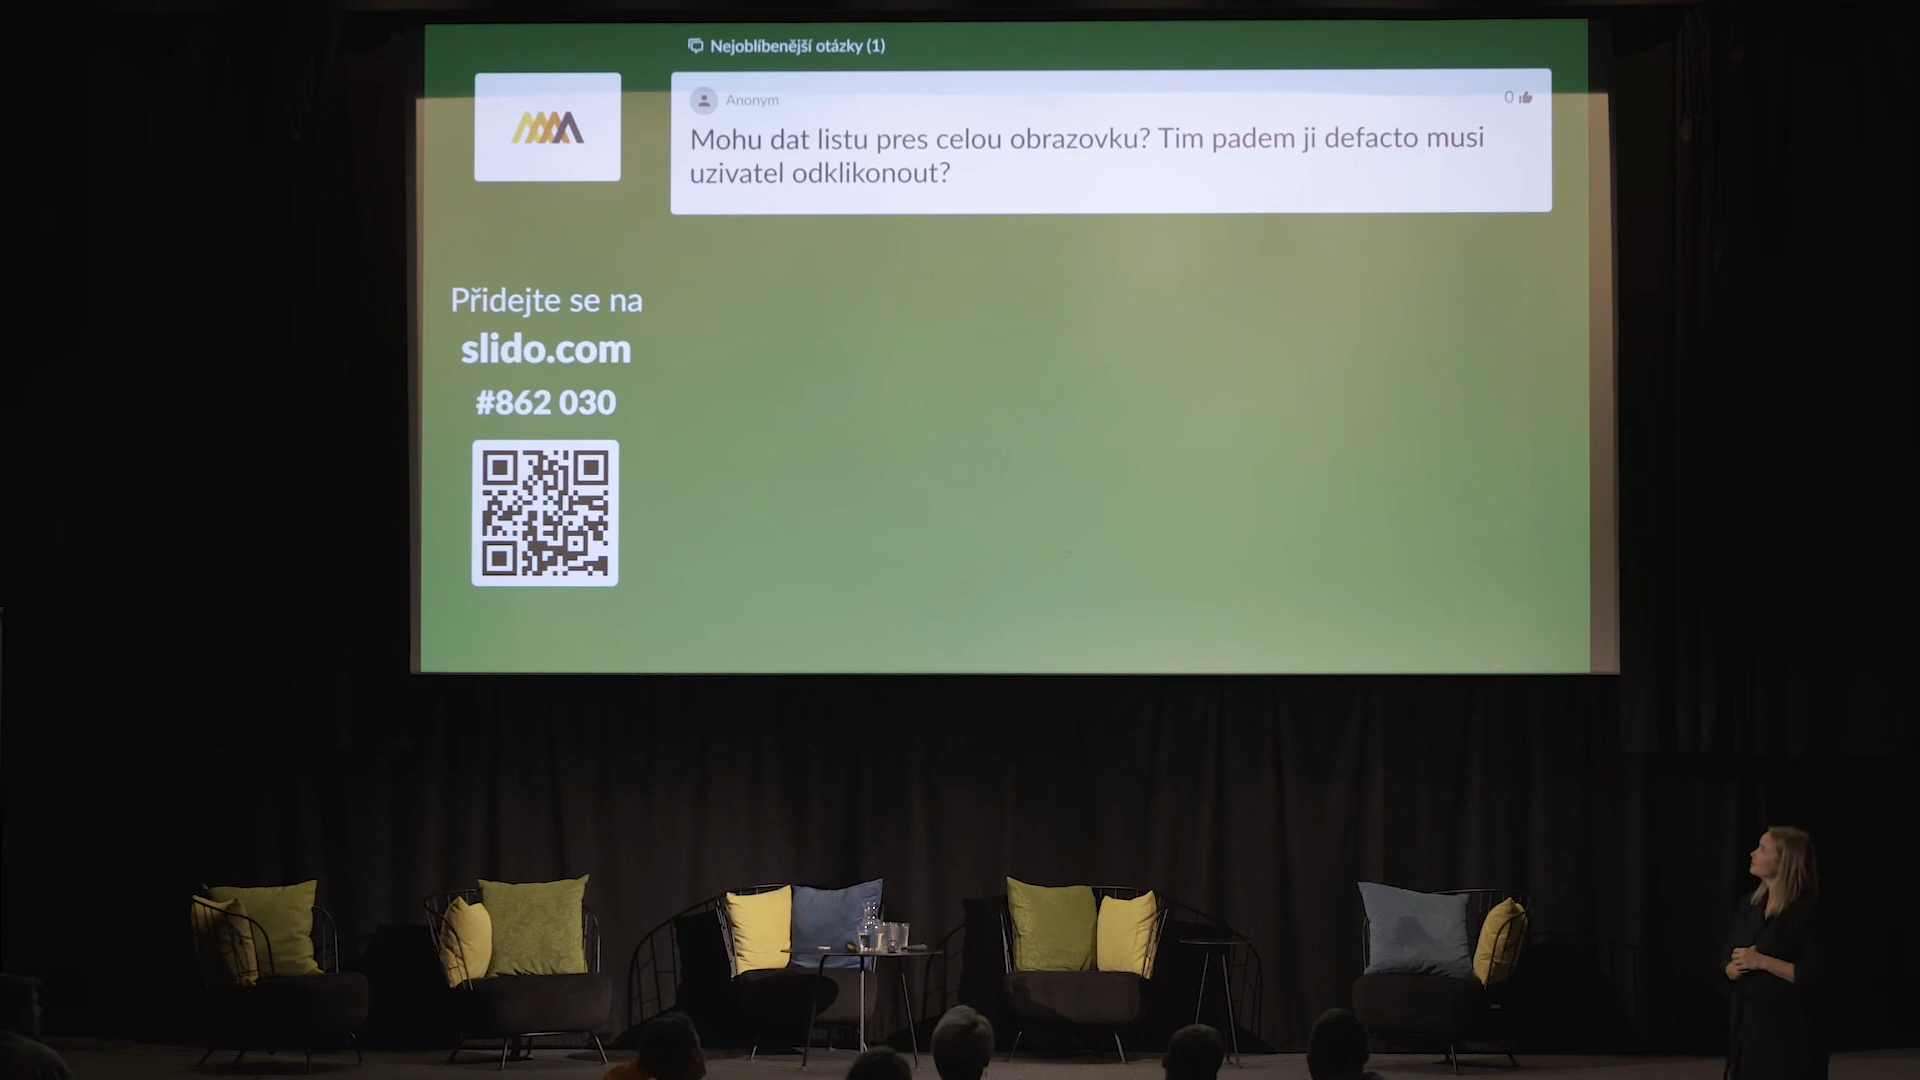 Nejoblíbenější otázky (1)
Anonym
0
Mohu dat listu pres celou obrazovku? Tim padem ji defacto musi
uzivatel odklikonout?
Přidejte se na
slido.com
#862 030